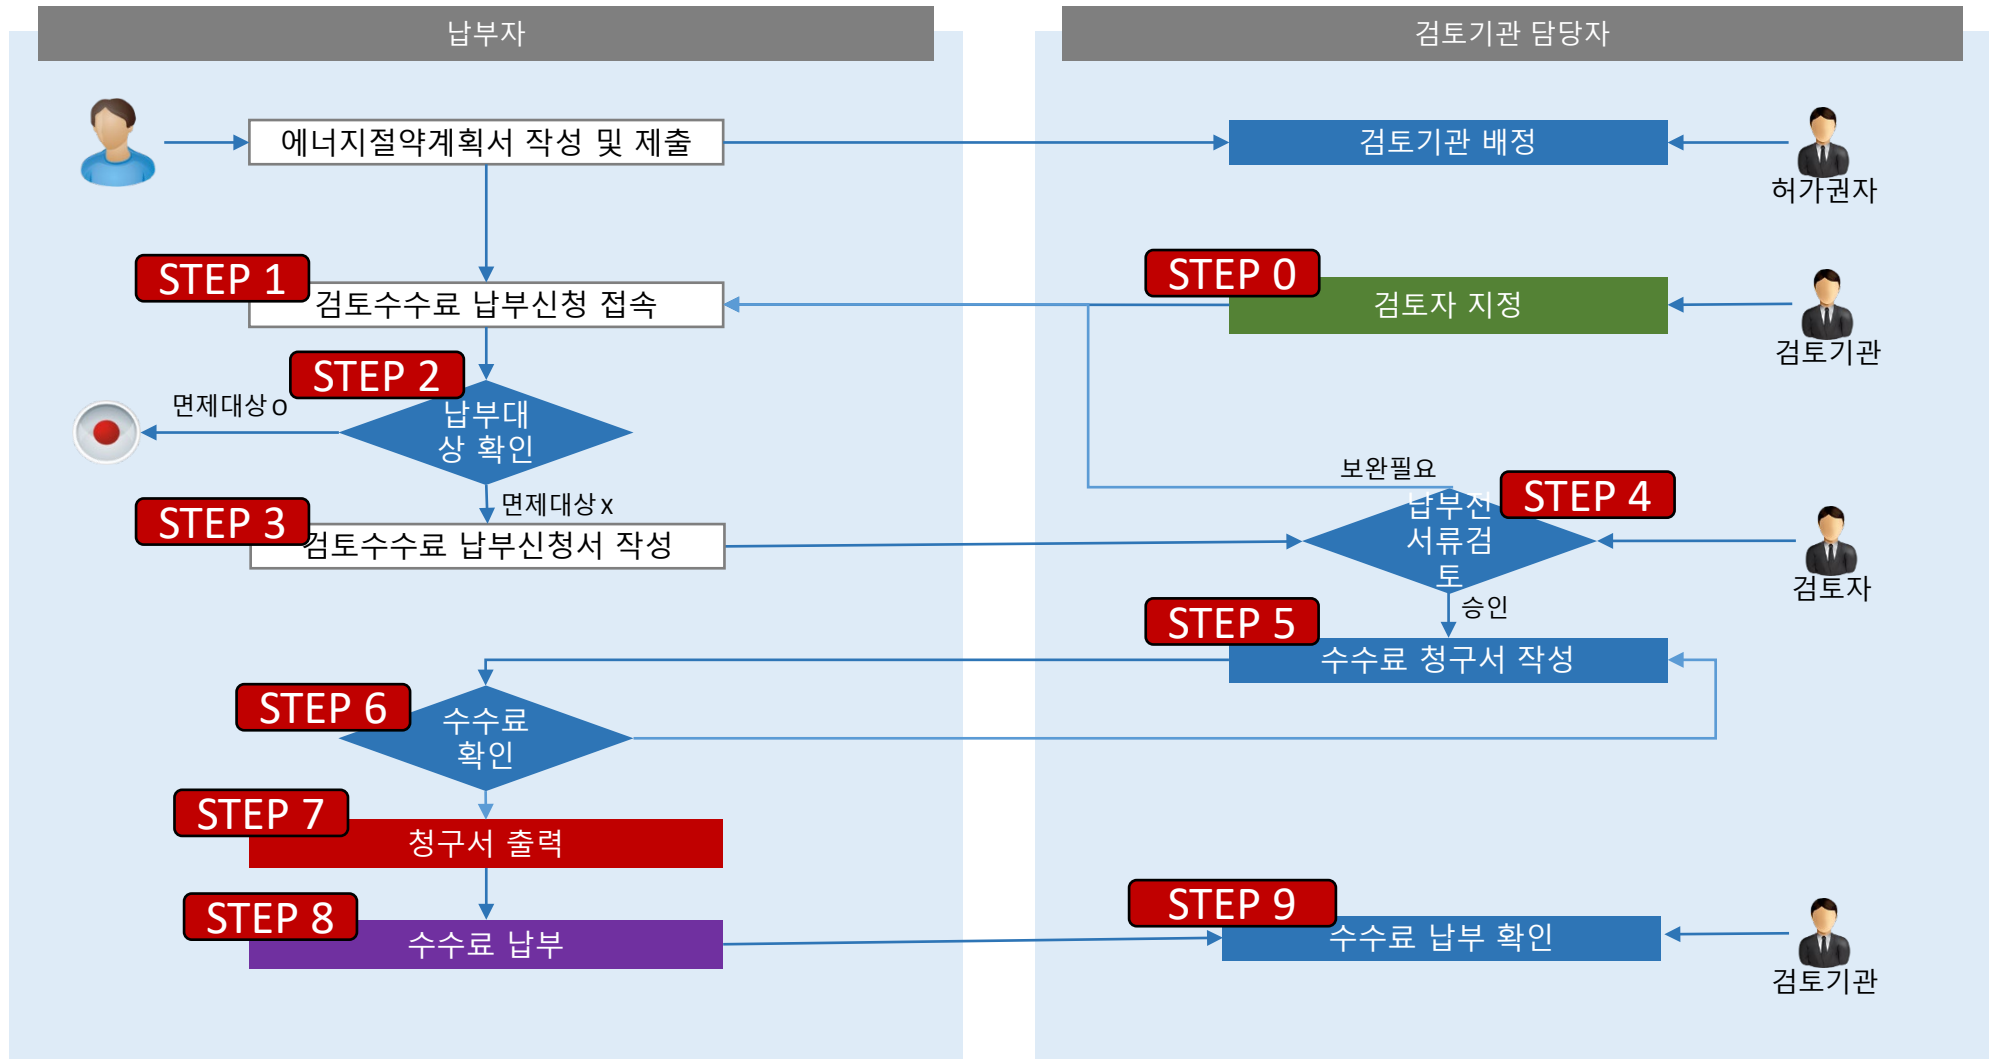 납부자
검토기관 담당자
에너지절약계획서 작성 및 제출
검토기관 배정
허가권자
STEP 1
검토수수료 납부신청 접속
STEP 0
검토자 지정
검토기관
STEP 2
납부대
상 확인
면제대상o
면제대상x
STEP 3
검토수수료 납부신청서 작성
보완필요
STEP 4
납부전
서류검
토
검토자
승인
STEP 5
수수료 청구서 작성
STEP 6
수수료
확인
STEP 7
청구서 출력
STEP 8
수수료 납부
STEP 9
수수료 납부 확인
검토기관